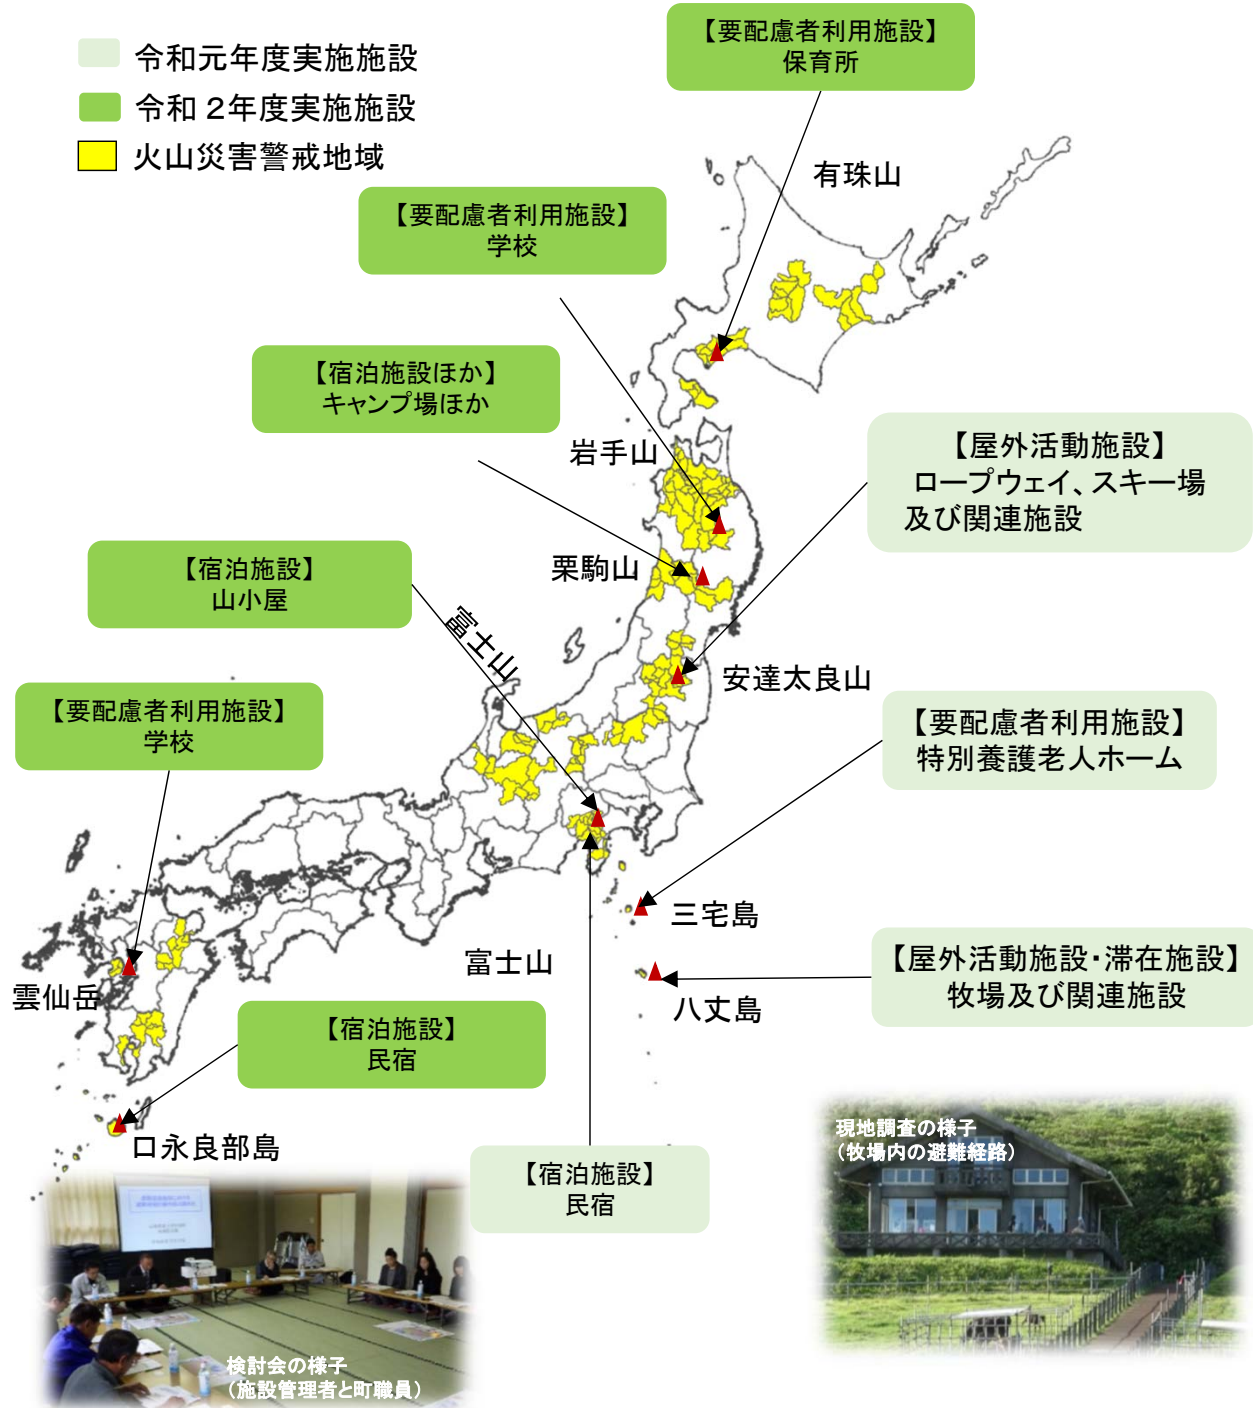 令和元年度実施施設
令和２年度実施施設
火山災害警戒地域
【要配慮者利用施設】
保育所
有珠山
【要配慮者利用施設】
学校
【宿泊施設ほか】
キャンプ場ほか
岩手山
【屋外活動施設】
ロープウェイ、スキー場
及び関連施設
栗駒山
【宿泊施設】
山小屋
富士山
安達太良山
【要配慮者利用施設】
学校
【要配慮者利用施設】
特別養護老人ホーム
三宅島
富士山
【屋外活動施設・滞在施設】
牧場及び関連施設
八丈島
雲仙岳
【宿泊施設】
民宿
口永良部島
【宿泊施設】
民宿
現地調査の様子
（牧場内の避難経路）
検討会の様子
（施設管理者と町職員）